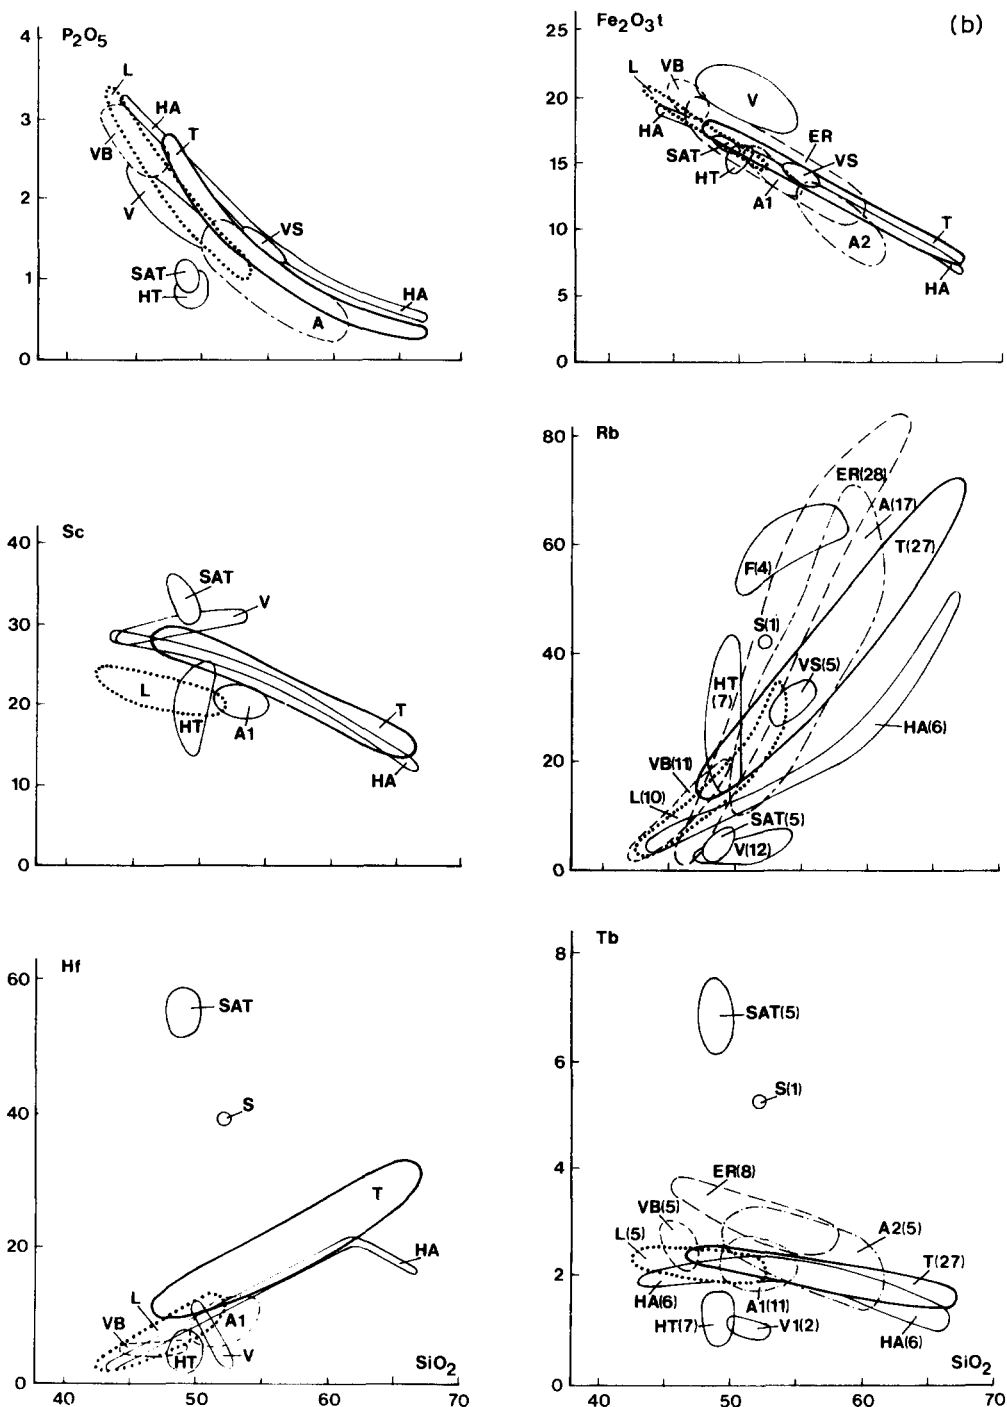 P2O5
4
3
2
1
0
L
HA
T
VB
V
VS
SAT
HT
A
HA
Fe2O3t
(b)
25
20
15
10
5
0
L
VB
V
HA
ER
SAT
VS
HT
A1
A2
T
HA
Sc
40
30
20
10
0
SAT
V
L
HT
A1
T
HA
Rb
80
60
40
20
0
ER(28)
A(17)
F(4)
T(27)
S(1)
HT
(7)
VS(5)
HA(6)
VB(11)
L(10)
SAT(5)
V(12)
Hf
60
40
20
0
SAT
S
T
HA
L
VB
A1
HT
V
SiO2
40
50
60
70
Tb
8
6
4
2
0
SAT(5)
S(1)
ER(8)
VB(5)
L(5)
A2(5)
T(27)
HA(6)
A1(11)
HT(7)
V1(2)
HA(6)
SiO2
40
50
60
70